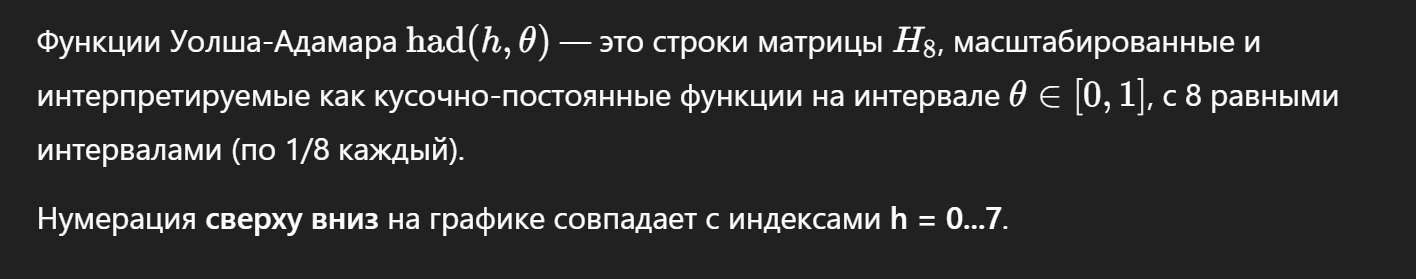 Функции Уолша-Адамара had(h, θ) — это строки матрицы H₈, масштабированные и
интерпретируемые как кусочно-постоянные функции на интервале θ ∈ [0, 1], с 8 равными
интервалами (по 1/8 каждый).
Нумерация сверху вниз на графике совпадает с индексами h = 0...7.